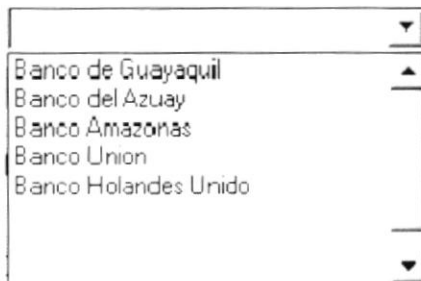 Banco de Guayaquil
Banco del Azuay
Banco Amazonas
Banco Union
Banco Holandes Unido